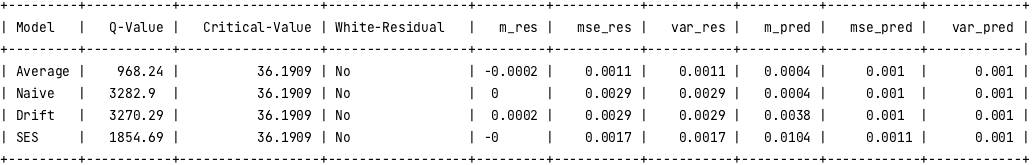 +---------+----------+------------------+------------------+---------+-----------+-----------+----------+------------+------------+
| Model   |   Q-Value |   Critical-Value | White-Residual   |   m_res |   mse_res |   var_res |   m_pred |   mse_pred |   var_pred |
+---------+----------+------------------+------------------+---------+-----------+-----------+----------+------------+------------|
| Average |    968.24 |          36.1909 | No               | -0.0002 |    0.0011 |    0.0011 |   0.0004 |     0.001  |      0.001 |
| Naive   |   3282.9  |          36.1909 | No               |  0      |    0.0029 |    0.0029 |   0.0004 |     0.001  |      0.001 |
| Drift   |   3270.29 |          36.1909 | No               |  0.0002 |    0.0029 |    0.0029 |   0.0038 |     0.001  |      0.001 |
| SES     |   1854.69 |          36.1909 | No               | -0      |    0.0017 |    0.0017 |   0.0104 |     0.0011 |      0.001 |
+---------+----------+------------------+------------------+---------+-----------+-----------+----------+------------+------------+